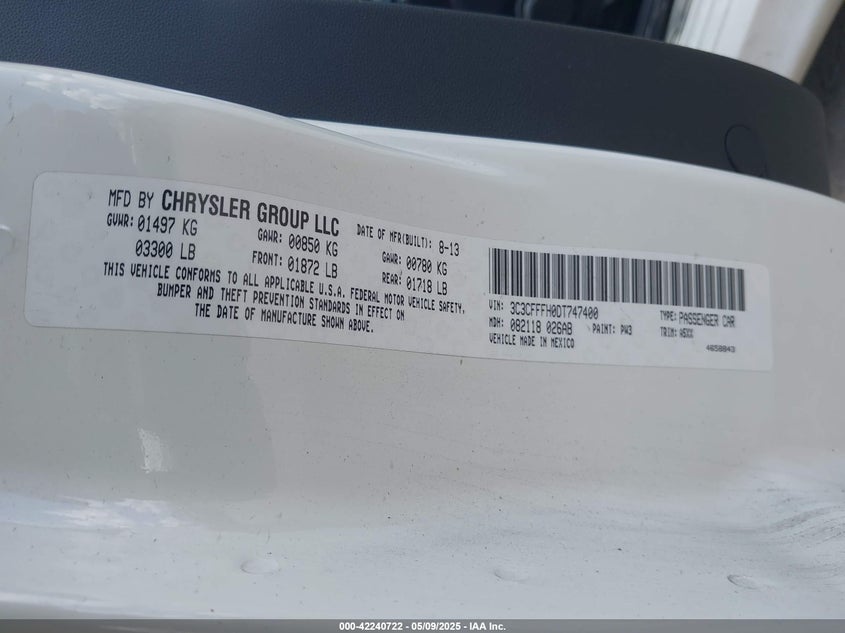 MFD BY CHRYSLER GROUP LLC DATE OF MFR(BUILT): 8-13
GVWR: 01497 KG GAWR: 00850 KG GAWR: 00780 KG
03300 LB FRONT: 01872 LB REAR: 01718 LB
THIS VEHICLE CONFORMS TO ALL APPLICABLE U.S.A. FEDERAL MOTOR VEHICLE SAFETY,
BUMPER AND THEFT PREVENTION STANDARDS IN EFFECT ON
THE DATE OF MANUFACTURE SHOWN ABOVE.
VIN: 3C3CFFFH0DT747400 TYPE: PASSENGER CAR
MDH: 082118 026AB PAINT: PW3 TRIM: A5XX
VEHICLE MADE IN MEXICO 4658843
000-42240722 — 05/09/2025 — IAA Inc.